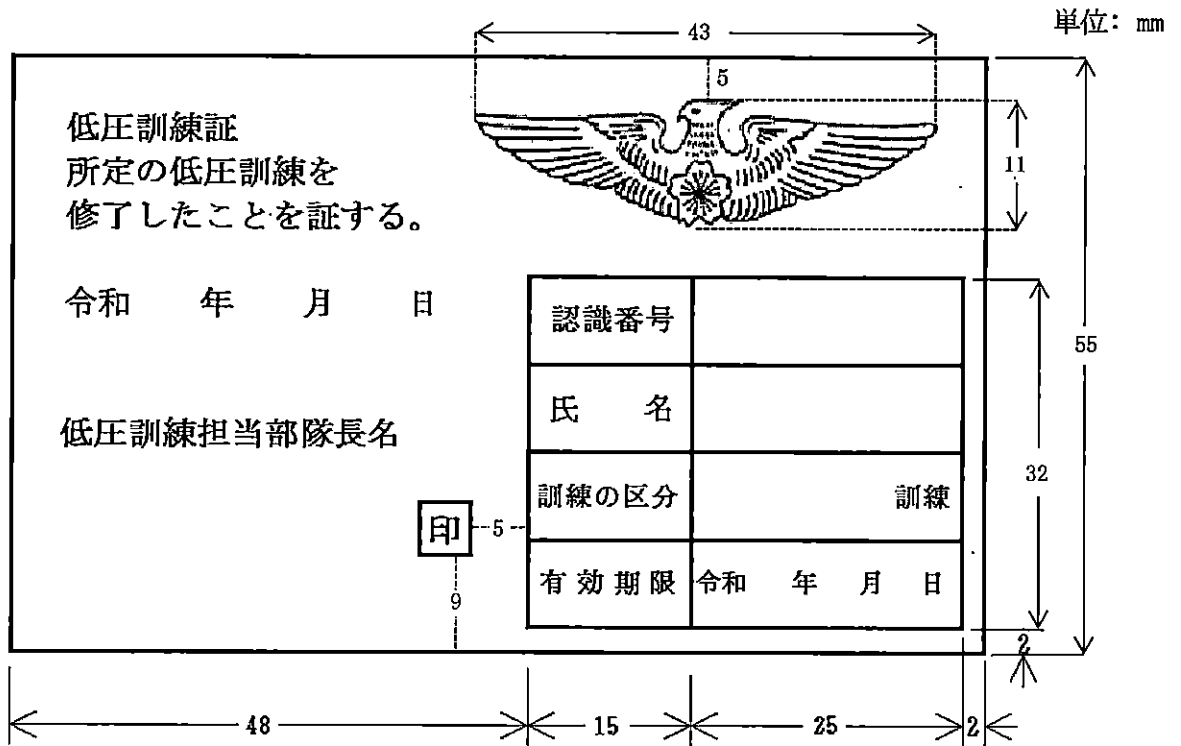 単位: mm
43
5
11
低圧訓練証
所定の低圧訓練を
修了したことを証する。
令和 年 月 日
低圧訓練担当部隊長名
印
5
9
認識番号
氏 名
訓練の区分 訓練
有効期限 令和 年 月 日
32
55
2
48
15
25
2